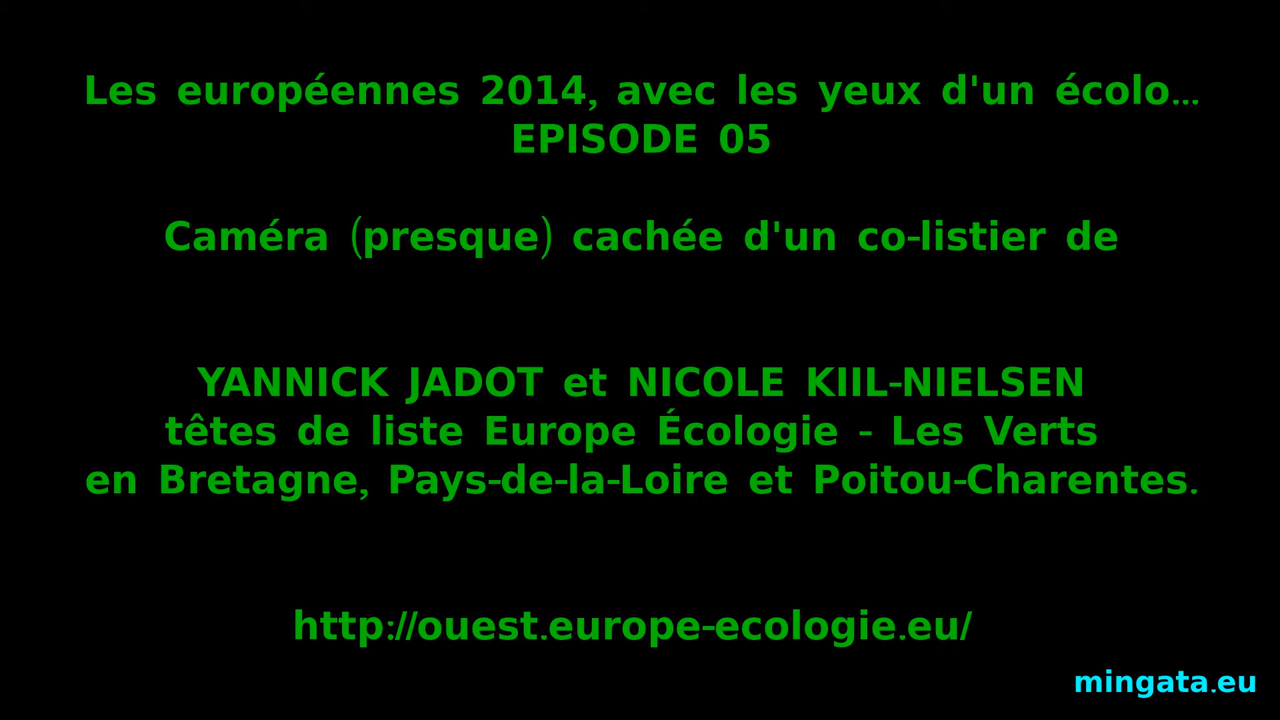 Les européennes 2014, avec les yeux d'un écolo...
EPISODE 05
Caméra (presque) cachée d'un co-listier de
YANNICK JADOT et NICOLE KIIL-NIELSEN
têtes de liste Europe Écologie - Les Verts
en Bretagne, Pays-de-la-Loire et Poitou-Charentes.
http://ouest.europe-ecologie.eu/
mingata.eu